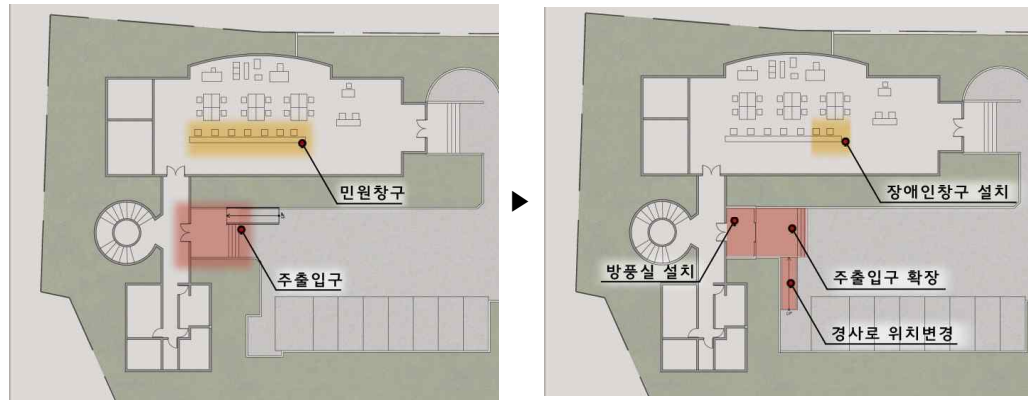 민원창구
주출입구
▶
장애인창구 설치
방풍실 설치
주출입구 확장
경사로 위치변경